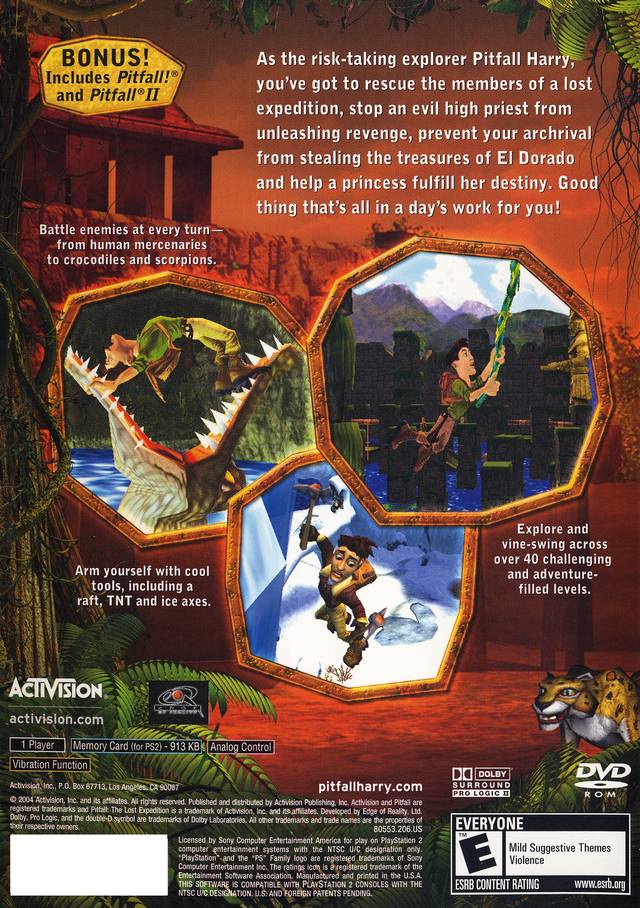 BONUS!
Includes Pitfall!®
and Pitfall® II
As the risk-taking explorer Pitfall Harry,
you've got to rescue the members of a lost
expedition, stop an evil high priest from
unleashing revenge, prevent your archrival
from stealing the treasures of El Dorado
and help a princess fulfill her destiny. Good
thing that's all in a day's work for you!
Battle enemies at every turn—
from human mercenaries
to crocodiles and scorpions.
Explore and
vine-swing across
over 40 challenging
and adventure-
filled levels.
Arm yourself with cool
tools, including a
raft, TNT and ice axes.
ACTIVISION
activision.com
1 Player
Memory Card (for PS2) - 913 KB
Analog Control
Vibration Function
pitfallharry.com
DOLBY
SURROUND
PRO LOGIC II
DVD
ROM
Activision, Inc., P.O. Box 67713, Los Angeles, CA 90067
© 2004 Activision, Inc. and its affiliates. All rights reserved. Published and distributed by Activision Publishing, Inc. Activision and Pitfall are
registered trademarks and Pitfall: The Lost Expedition is a trademark of Activision, Inc. and its affiliates. Developed by Edge of Reality, Ltd.
Dolby, Pro Logic, and the double-D symbol are trademarks of Dolby Laboratories. All other trademarks and trade names are the properties of
their respective owners.
80553.206.US
Licensed by Sony Computer Entertainment America for play on PlayStation 2
computer entertainment systems with the NTSC U/C designation only.
"PlayStation" and the "PS" Family logo are registered trademarks of Sony
Computer Entertainment Inc. The ratings icon is a registered trademark of the
Entertainment Software Association. Manufactured and printed in the U.S.A.
THIS SOFTWARE IS COMPATIBLE WITH PLAYSTATION 2 CONSOLES WITH THE
NTSC U/C DESIGNATION. U.S. AND FOREIGN PATENTS PENDING.
EVERYONE
TM
E
Mild Suggestive Themes
Violence
ESRB CONTENT RATING
www.esrb.org